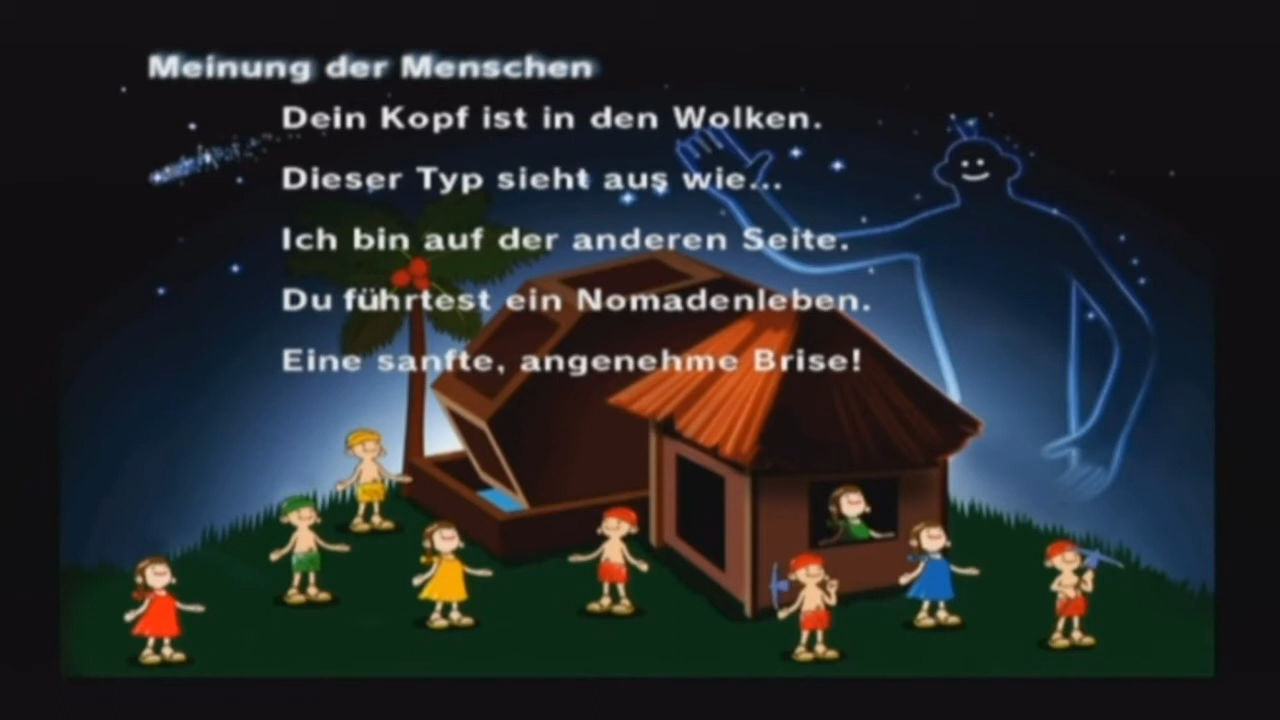 Meinung der Menschen
Dein Kopf ist in den Wolken.
Dieser Typ sieht aus wie...
Ich bin auf der anderen Seite.
Du führtest ein Nomadenleben.
Eine sanfte, angenehme Brise!